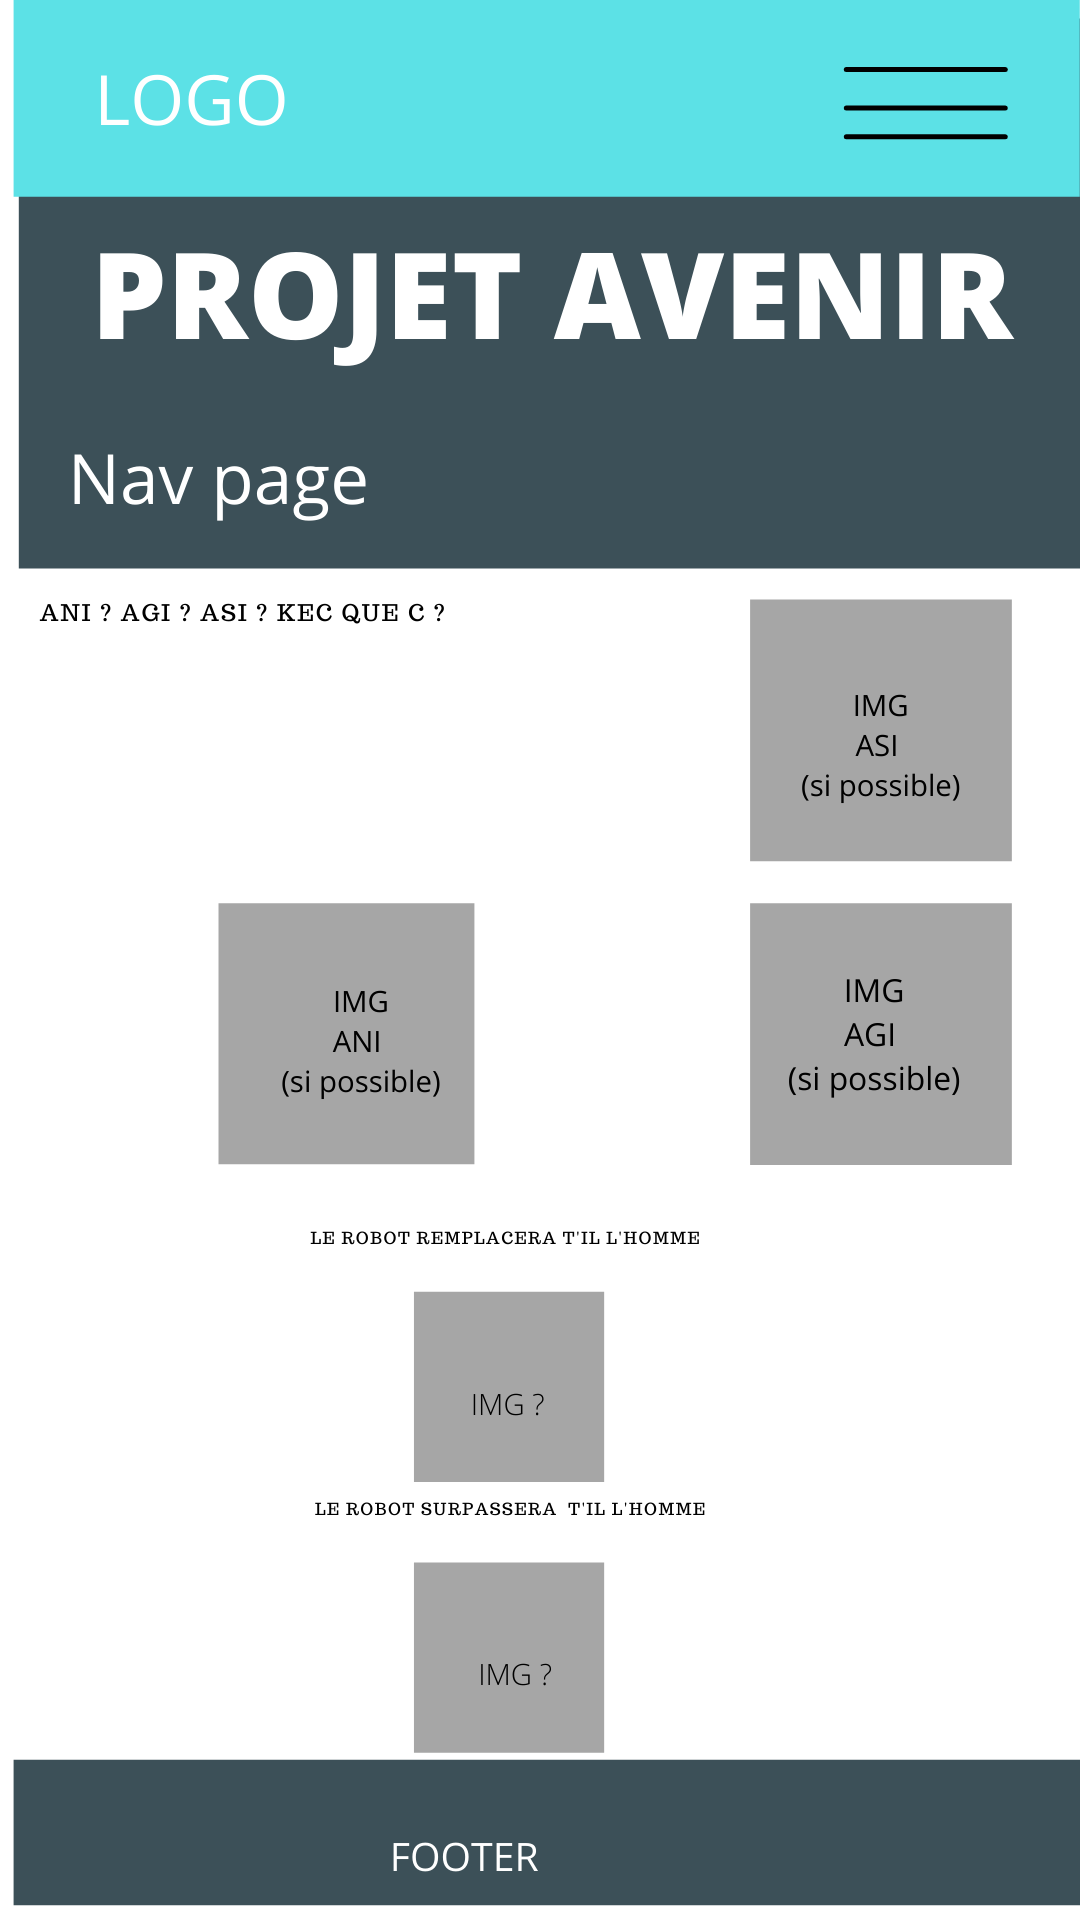 LOGO
PROJET AVENIR
Nav page
ANI ? AGI ? ASI ? KEC QUE C ?
IMG
ASI
(si possible)
IMG
ANI
(si possible)
IMG
AGI
(si possible)
LE ROBOT REMPLACERA T'IL L'HOMME
IMG ?
LE ROBOT SURPASSERA  T'IL L'HOMME
IMG ?
FOOTER